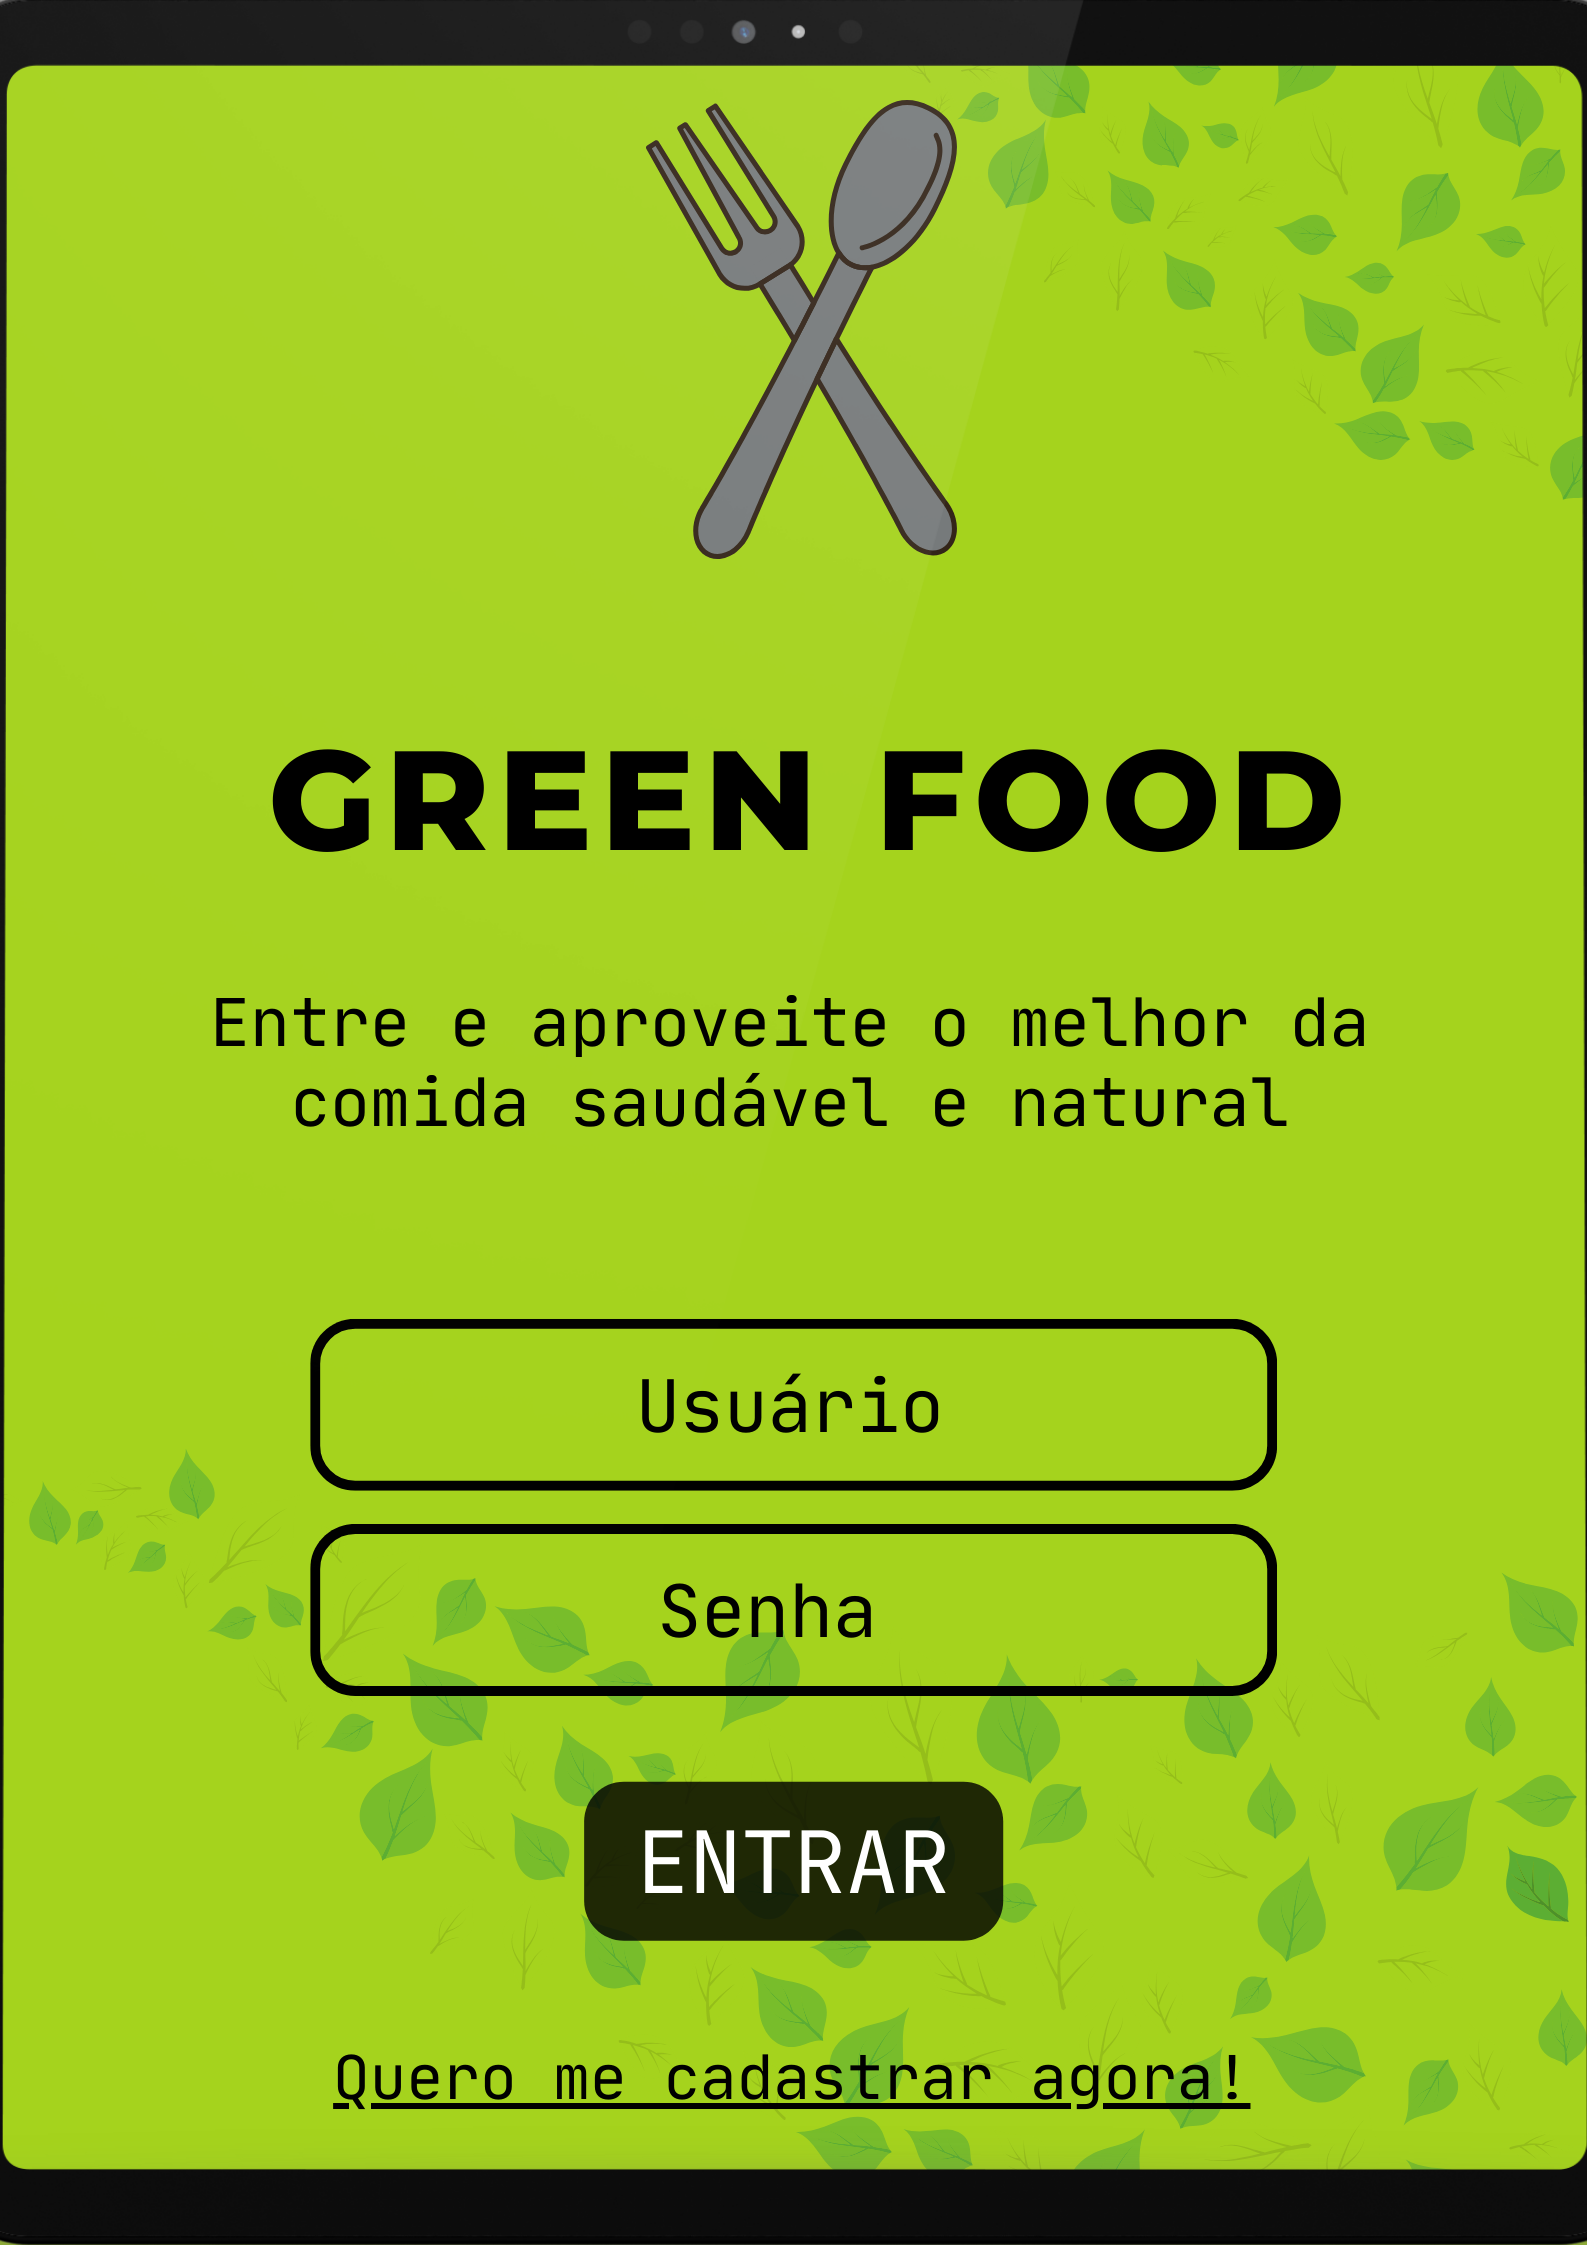 GREEN FOOD
Entre e aproveite o melhor da
comida saudável e natural
Usuário
Senha
ENTRAR
Quero me cadastrar agora!